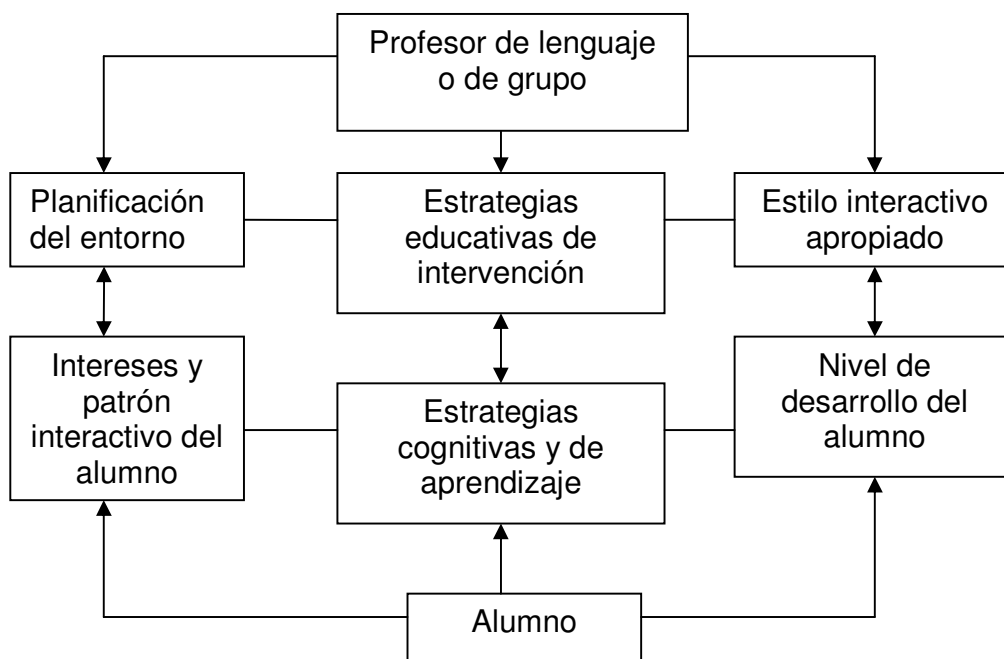 Profesor de lenguaje
o de grupo
Planificación
del entorno
Estrategias
educativas de
intervención
Estilo interactivo
apropiado
Intereses y
patrón
interactivo del
alumno
Estrategias
cognitivas y de
aprendizaje
Nivel de
desarrollo del
alumno
Alumno